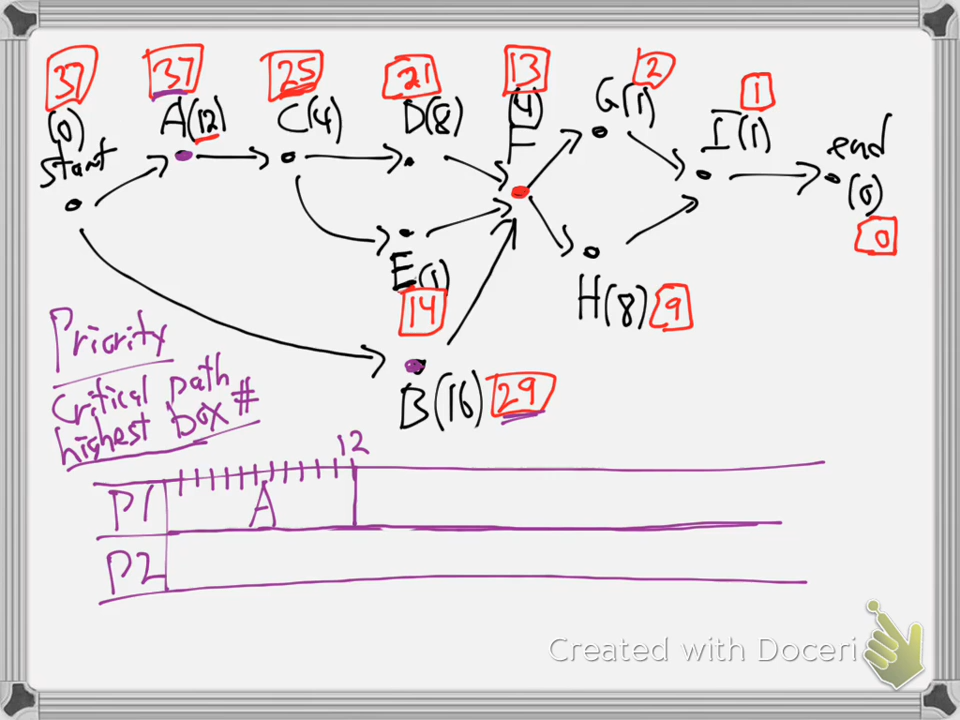 37 37 25 21 13 2 1
(0) A(12) C(4) D(8) F(4) G(1) I(1) end
start
(0)
0
E(1)
14
H(8) 9
B(16) 29
Priority
Critical path
highest box #
12
P1 A
P2
Created with Doceri